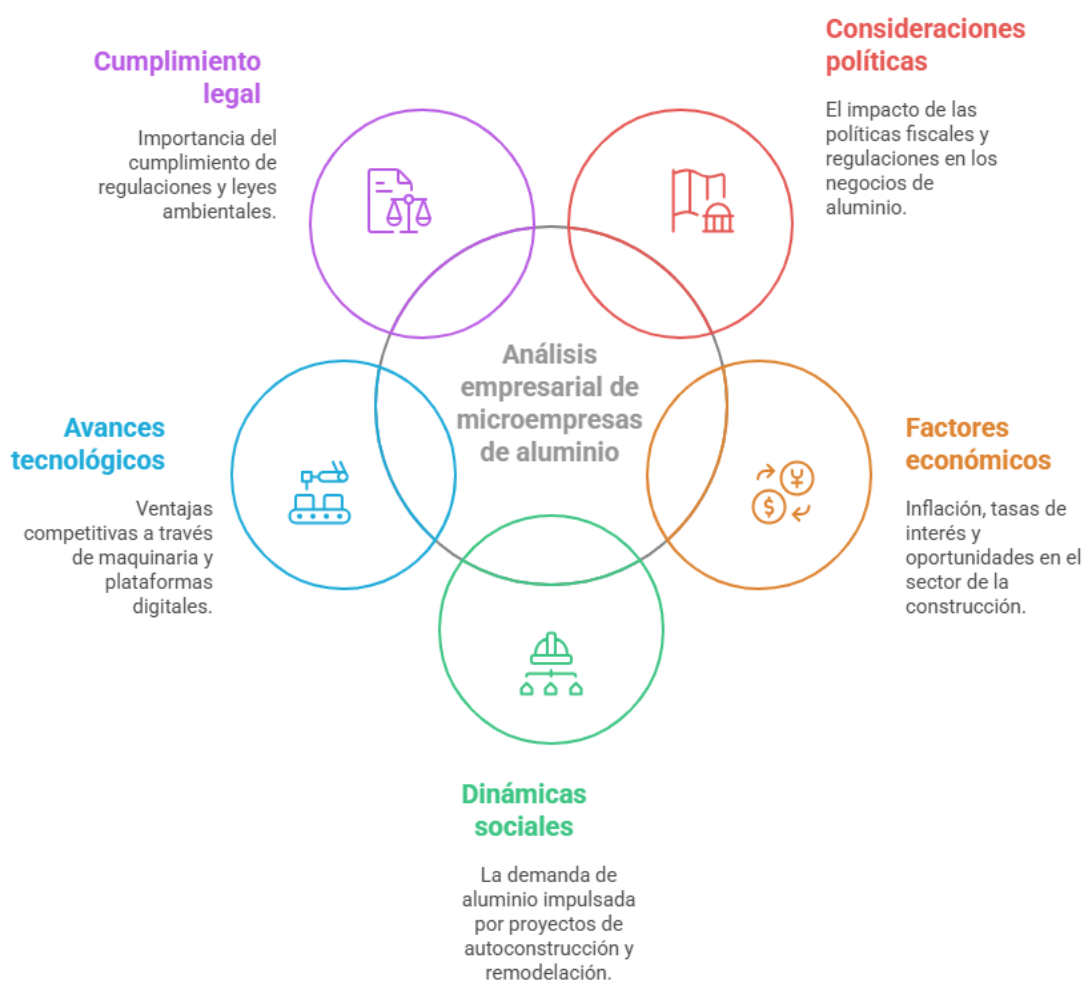 Cumplimiento
legal
Importancia del
cumplimiento de
regulaciones y leyes
ambientales.
Consideraciones
políticas
El impacto de las
políticas fiscales y
regulaciones en los
negocios de
aluminio.
Análisis
empresarial de
microempresas
de aluminio
Avances
tecnológicos
Ventajas
competitivas a través
de maquinaria y
plataformas
digitales.
Factores
económicos
Inflación, tasas de
interés y
oportunidades en el
sector de la
construcción.
Dinámicas
sociales
La demanda de
aluminio impulsada
por proyectos de
autoconstrucción y
remodelación.